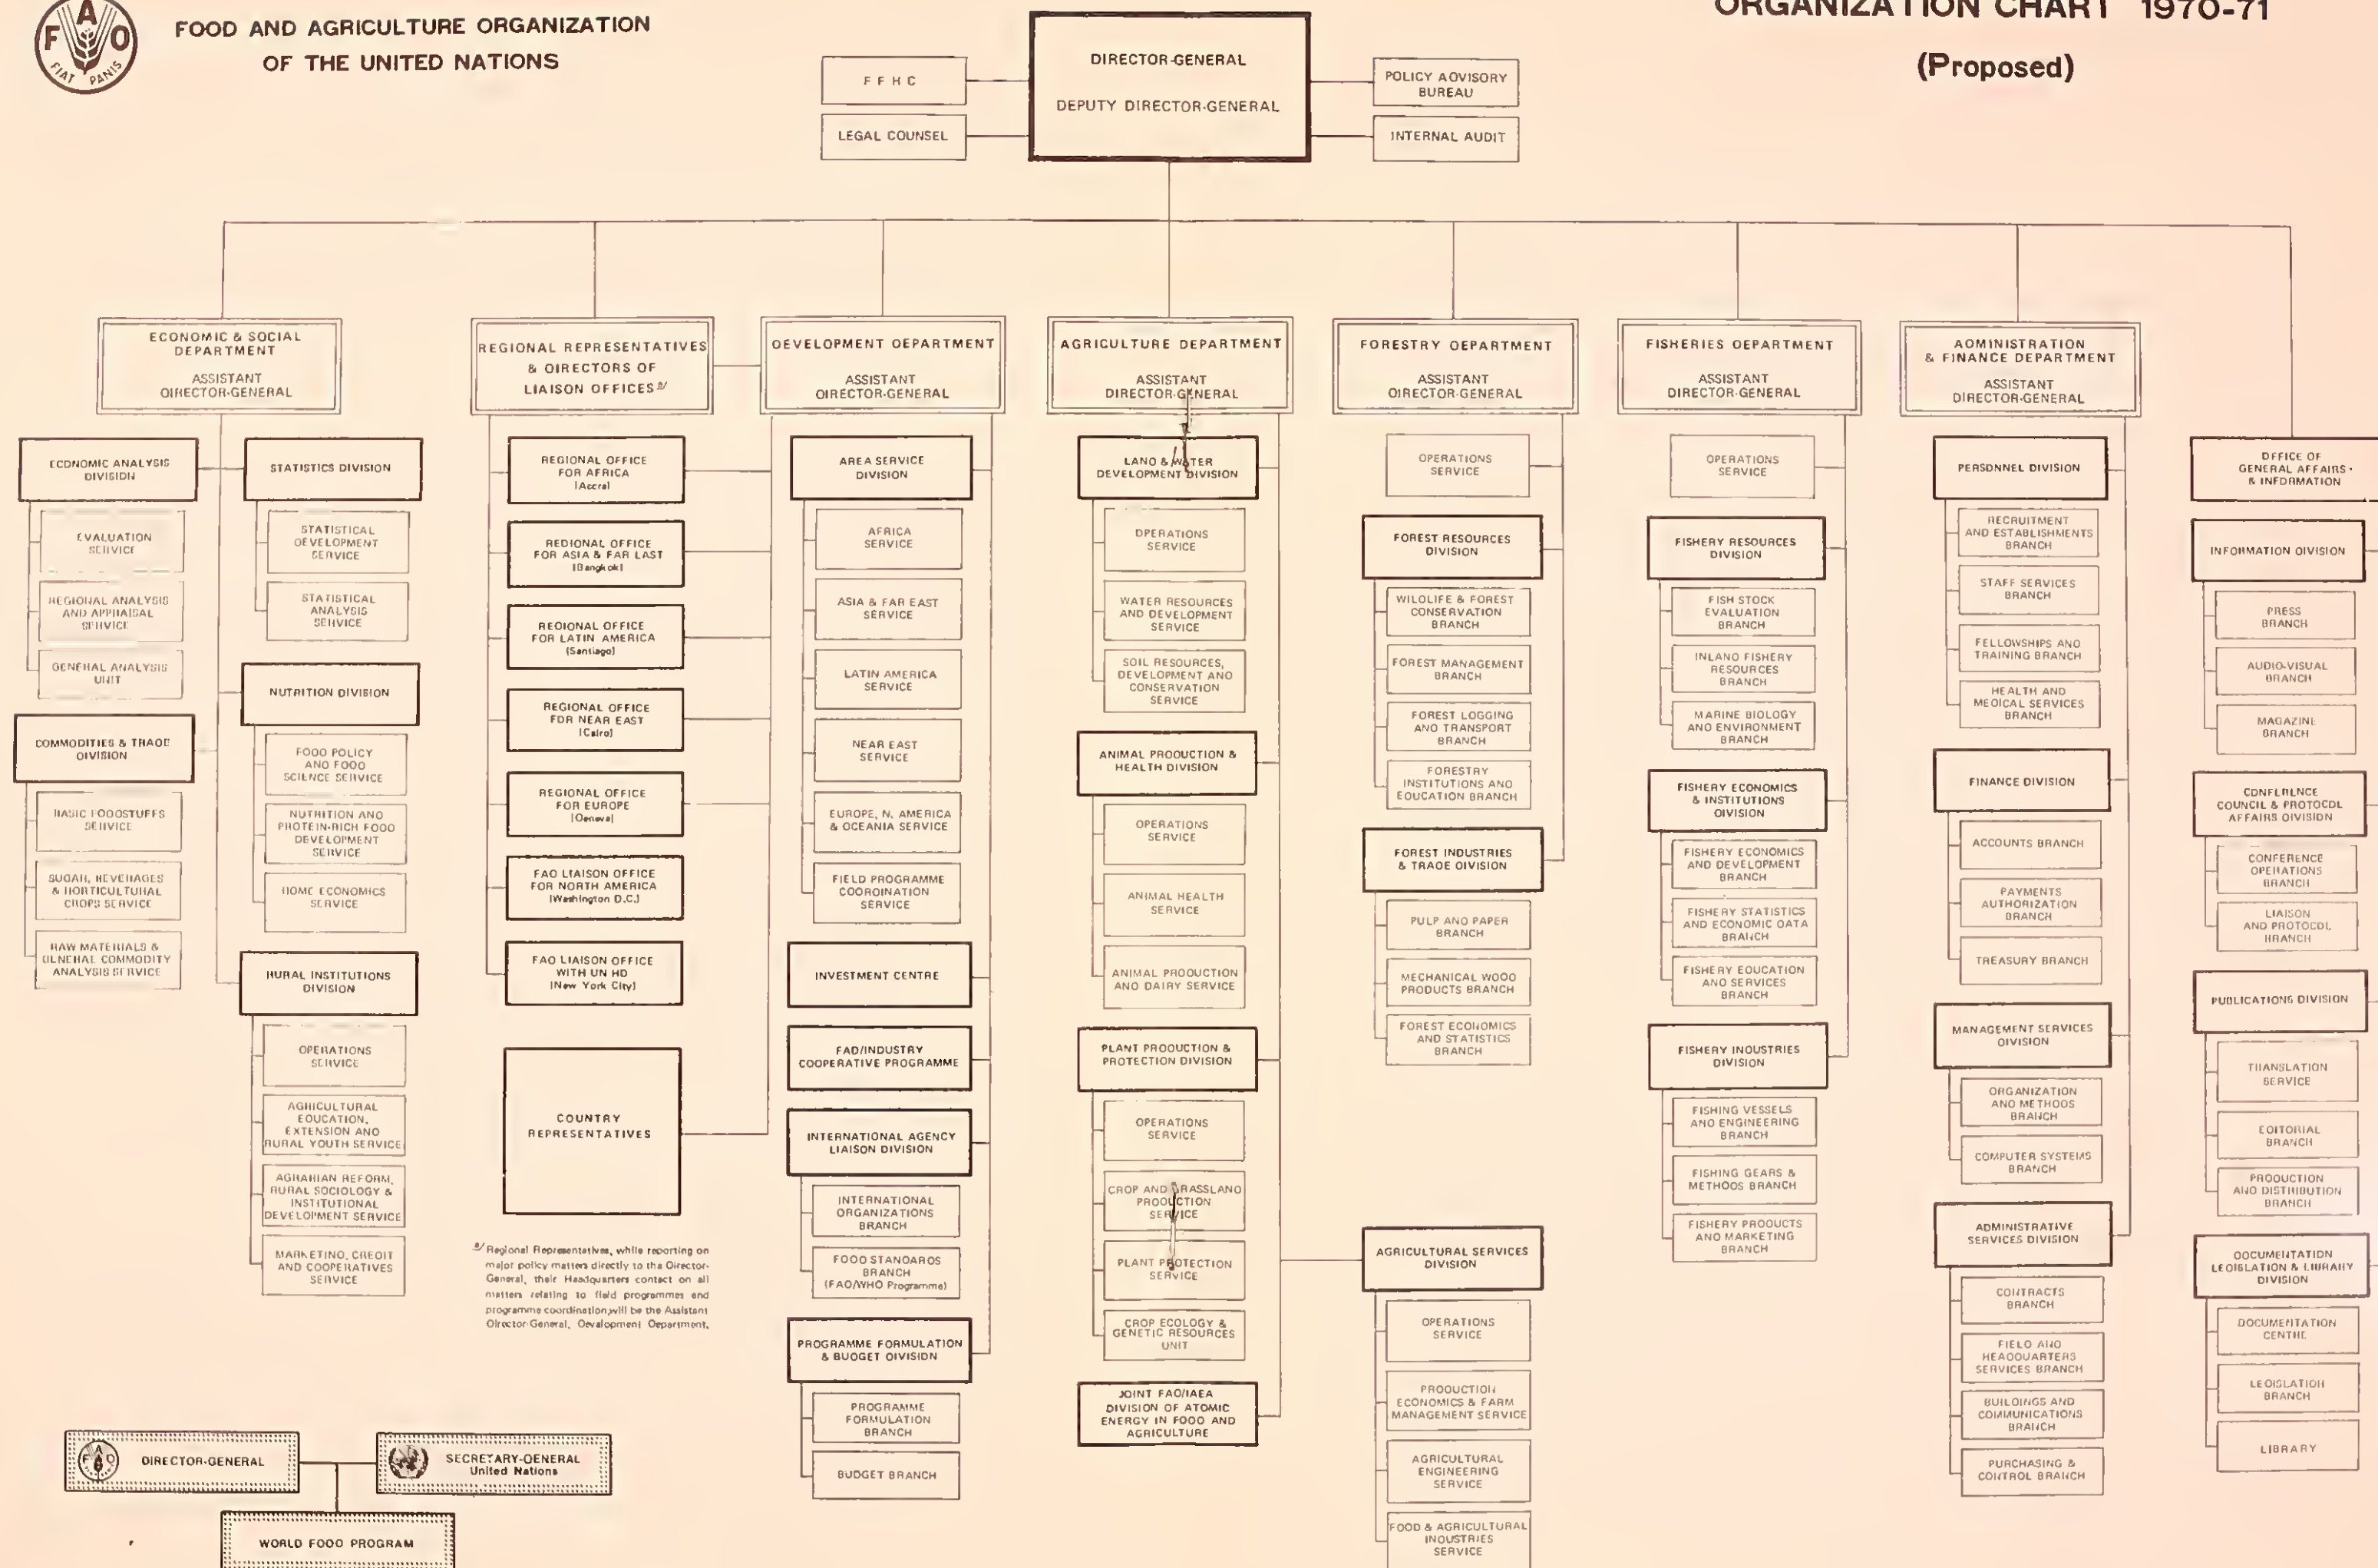 FAO
FIAT PANIS
FOOD AND AGRICULTURE ORGANIZATION
OF THE UNITED NATIONS
ORGANIZATION CHART 1970-71
(Proposed)
DIRECTOR-GENERAL
DEPUTY DIRECTOR-GENERAL
F F H C
LEGAL COUNSEL
POLICY ADVISORY
BUREAU
INTERNAL AUDIT
ECONOMIC & SOCIAL
DEPARTMENT
ASSISTANT
DIRECTOR-GENERAL
ECONOMIC ANALYSIS
DIVISION
EVALUATION
SERVICE
REGIONAL ANALYSIS
AND APPRAISAL
SERVICE
GENERAL ANALYSIS
UNIT
COMMODITIES & TRADE
DIVISION
BASIC FOODSTUFFS
SERVICE
SUGAR, BEVERAGES
& HORTICULTURAL
CROPS SERVICE
RAW MATERIALS &
GENERAL COMMODITY
ANALYSIS SERVICE
STATISTICS DIVISION
STATISTICAL
DEVELOPMENT
SERVICE
STATISTICAL
ANALYSIS
SERVICE
NUTRITION DIVISION
FOOD POLICY
AND FOOD
SCIENCE SERVICE
NUTRITION AND
PROTEIN-RICH FOOD
DEVELOPMENT
SERVICE
HOME ECONOMICS
SERVICE
RURAL INSTITUTIONS
DIVISION
OPERATIONS
SERVICE
AGRICULTURAL
EDUCATION,
EXTENSION AND
RURAL YOUTH SERVICE
AGRARIAN REFORM,
RURAL SOCIOLOGY &
INSTITUTIONAL
DEVELOPMENT SERVICE
MARKETING, CREDIT
AND COOPERATIVES
SERVICE
REGIONAL REPRESENTATIVES
& DIRECTORS OF
LIAISON OFFICES a/
REGIONAL OFFICE
FOR AFRICA
(Accra)
REGIONAL OFFICE
FOR ASIA & FAR EAST
(Bangkok)
REGIONAL OFFICE
FOR LATIN AMERICA
(Santiago)
REGIONAL OFFICE
FOR NEAR EAST
(Cairo)
REGIONAL OFFICE
FOR EUROPE
(Geneva)
FAO LIAISON OFFICE
FOR NORTH AMERICA
(Washington D.C.)
FAO LIAISON OFFICE
WITH UN HQ
(New York City)
COUNTRY
REPRESENTATIVES
a/ Regional Representatives, while reporting on
major policy matters directly to the Director-
General, their Headquarters contact on all
matters relating to field programmes and
programme coordination, will be the Assistant
Director-General, Development Department.
DEVELOPMENT DEPARTMENT
ASSISTANT
DIRECTOR-GENERAL
AREA SERVICE
DIVISION
AFRICA
SERVICE
ASIA & FAR EAST
SERVICE
LATIN AMERICA
SERVICE
NEAR EAST
SERVICE
EUROPE, N. AMERICA
& OCEANIA SERVICE
FIELD PROGRAMME
COORDINATION
SERVICE
INVESTMENT CENTRE
FAO/INDUSTRY
COOPERATIVE PROGRAMME
INTERNATIONAL AGENCY
LIAISON DIVISION
INTERNATIONAL
ORGANIZATIONS
BRANCH
FOOD STANDARDS
BRANCH
(FAO/WHO Programme)
PROGRAMME FORMULATION
& BUDGET DIVISION
PROGRAMME
FORMULATION
BRANCH
BUDGET BRANCH
AGRICULTURE DEPARTMENT
ASSISTANT
DIRECTOR-GENERAL
LAND & WATER
DEVELOPMENT DIVISION
OPERATIONS
SERVICE
WATER RESOURCES
AND DEVELOPMENT
SERVICE
SOIL RESOURCES,
DEVELOPMENT AND
CONSERVATION
SERVICE
ANIMAL PRODUCTION &
HEALTH DIVISION
OPERATIONS
SERVICE
ANIMAL HEALTH
SERVICE
ANIMAL PRODUCTION
AND DAIRY SERVICE
PLANT PRODUCTION &
PROTECTION DIVISION
OPERATIONS
SERVICE
CROP AND GRASSLAND
PRODUCTION
SERVICE
PLANT PROTECTION
SERVICE
CROP ECOLOGY &
GENETIC RESOURCES
UNIT
JOINT FAO/IAEA
DIVISION OF ATOMIC
ENERGY IN FOOD AND
AGRICULTURE
FORESTRY DEPARTMENT
ASSISTANT
DIRECTOR-GENERAL
OPERATIONS
SERVICE
FOREST RESOURCES
DIVISION
WILDLIFE & FOREST
CONSERVATION
BRANCH
FOREST MANAGEMENT
BRANCH
FOREST LOGGING
AND TRANSPORT
BRANCH
FORESTRY
INSTITUTIONS AND
EDUCATION BRANCH
FOREST INDUSTRIES
& TRADE DIVISION
PULP AND PAPER
BRANCH
MECHANICAL WOOD
PRODUCTS BRANCH
FOREST ECONOMICS
AND STATISTICS
BRANCH
AGRICULTURAL SERVICES
DIVISION
OPERATIONS
SERVICE
PRODUCTION
ECONOMICS & FARM
MANAGEMENT SERVICE
AGRICULTURAL
ENGINEERING
SERVICE
FOOD & AGRICULTURAL
INDUSTRIES
SERVICE
FISHERIES DEPARTMENT
ASSISTANT
DIRECTOR-GENERAL
OPERATIONS
SERVICE
FISHERY RESOURCES
DIVISION
FISH STOCK
EVALUATION
BRANCH
INLAND FISHERY
RESOURCES
BRANCH
MARINE BIOLOGY
AND ENVIRONMENT
BRANCH
FISHERY ECONOMICS
& INSTITUTIONS
DIVISION
FISHERY ECONOMICS
AND DEVELOPMENT
BRANCH
FISHERY STATISTICS
AND ECONOMIC DATA
BRANCH
FISHERY EDUCATION
AND SERVICES
BRANCH
FISHERY INDUSTRIES
DIVISION
FISHING VESSELS
AND ENGINEERING
BRANCH
FISHING GEARS &
METHODS BRANCH
FISHERY PRODUCTS
AND MARKETING
BRANCH
ADMINISTRATION
& FINANCE DEPARTMENT
ASSISTANT
DIRECTOR-GENERAL
PERSONNEL DIVISION
RECRUITMENT
AND ESTABLISHMENTS
BRANCH
STAFF SERVICES
BRANCH
FELLOWSHIPS AND
TRAINING BRANCH
HEALTH AND
MEDICAL SERVICES
BRANCH
FINANCE DIVISION
ACCOUNTS BRANCH
PAYMENTS
AUTHORIZATION
BRANCH
TREASURY BRANCH
MANAGEMENT SERVICES
DIVISION
ORGANIZATION
AND METHODS
BRANCH
COMPUTER SYSTEMS
BRANCH
ADMINISTRATIVE
SERVICES DIVISION
CONTRACTS
BRANCH
FIELD AND
HEADQUARTERS
SERVICES BRANCH
BUILDINGS AND
COMMUNICATIONS
BRANCH
PURCHASING &
CONTROL BRANCH
OFFICE OF
GENERAL AFFAIRS
& INFORMATION
INFORMATION DIVISION
PRESS
BRANCH
AUDIO-VISUAL
BRANCH
MAGAZINE
BRANCH
CONFERENCE
COUNCIL & PROTOCOL
AFFAIRS DIVISION
CONFERENCE
OPERATIONS
BRANCH
LIAISON
AND PROTOCOL
BRANCH
PUBLICATIONS DIVISION
TRANSLATION
SERVICE
EDITORIAL
BRANCH
PRODUCTION
AND DISTRIBUTION
BRANCH
DOCUMENTATION
LEGISLATION & LIBRARY
DIVISION
DOCUMENTATION
CENTRE
LEGISLATION
BRANCH
LIBRARY
DIRECTOR-GENERAL
SECRETARY-GENERAL
United Nations
WORLD FOOD PROGRAM